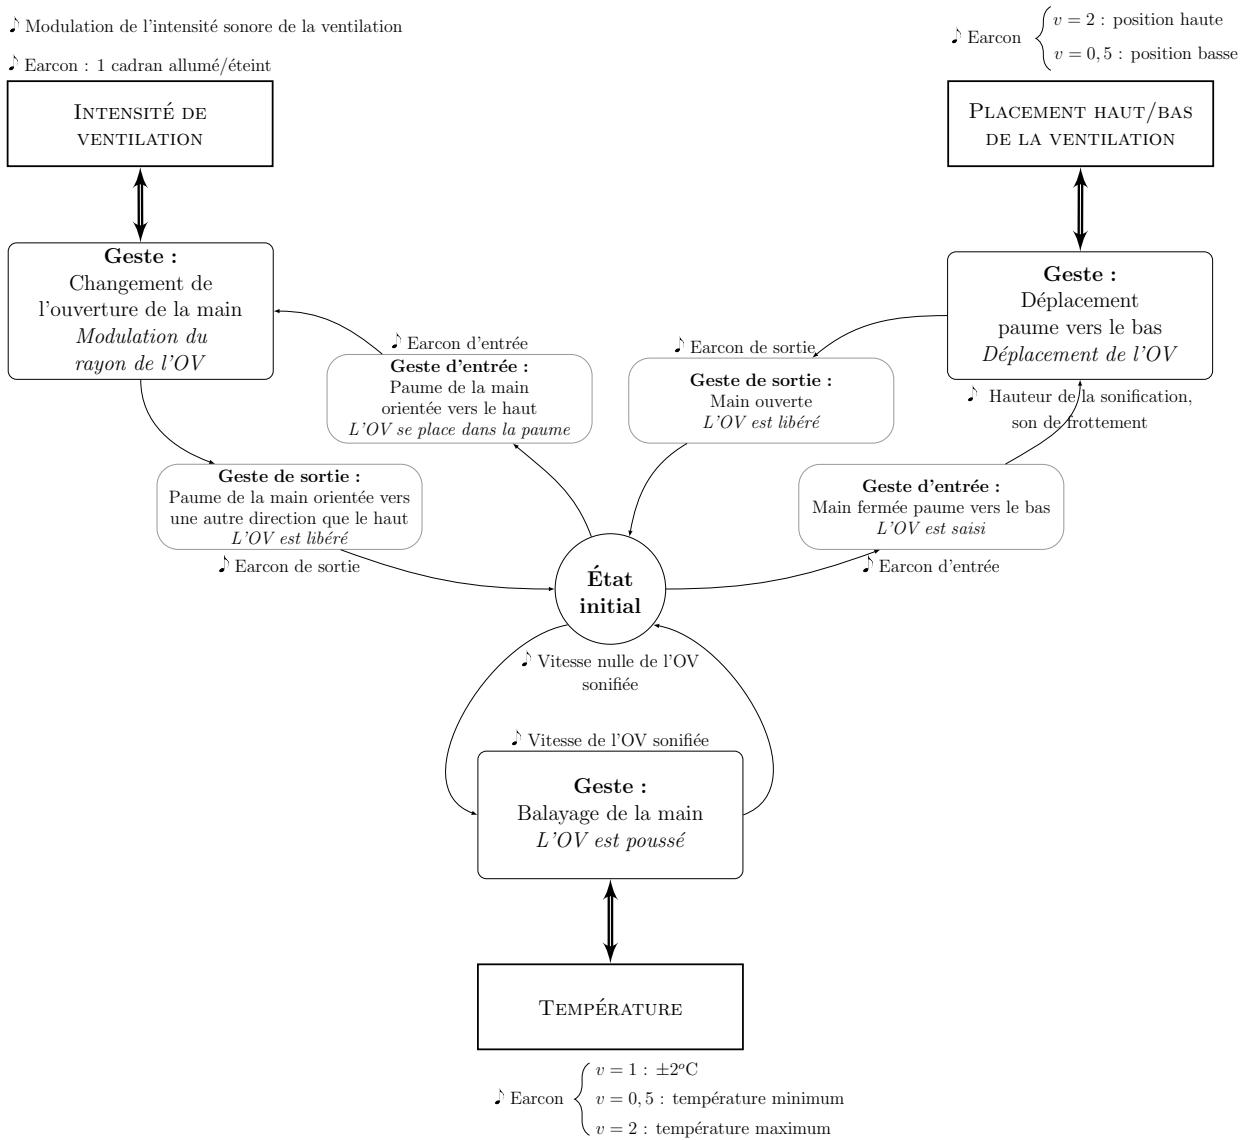 ♪ Modulation de l'intensité sonore de la ventilation
♪ Earcon : 1 cadran allumé/éteint
INTENSITÉ DE
VENTILATION
♪ Earcon
v = 2 : position haute
v = 0, 5 : position basse
PLACEMENT HAUT/BAS
DE LA VENTILATION
Geste :
Changement de
l'ouverture de la main
Modulation du
rayon de l'OV
Geste :
Déplacement
paume vers le bas
Déplacement de l'OV
♪ Earcon d'entrée
Geste d'entrée :
Paume de la main
orientée vers le haut
L'OV se place dans la paume
♪ Earcon de sortie
Geste de sortie :
Main ouverte
L'OV est libéré
♪ Hauteur de la sonification,
son de frottement
Geste de sortie :
Paume de la main orientée vers
une autre direction que le haut
L'OV est libéré
♪ Earcon de sortie
Geste d'entrée :
Main fermée paume vers le bas
L'OV est saisi
♪ Earcon d'entrée
État
initial
♪ Vitesse nulle de l'OV
sonifiée
♪ Vitesse de l'OV sonifiée
Geste :
Balayage de la main
L'OV est poussé
TEMPÉRATURE
♪ Earcon
v = 1 : ±2°C
v = 0, 5 : température minimum
v = 2 : température maximum